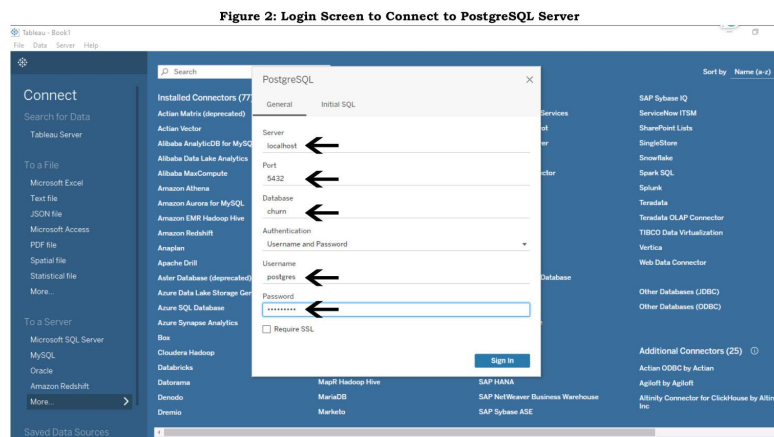 Figure 2: Login Screen to Connect to PostgreSQL Server
Tableau - Book1
File Data Server Help
Connect
Search for Data
Tableau Server
To a File
Microsoft Excel
Text file
JSON file
Microsoft Access
PDF file
Spatial file
Statistical file
More...
To a Server
Microsoft SQL Server
MySQL
Oracle
Amazon Redshift
More...
Saved Data Sources
Search
Sort by Name (a-z)
Installed Connectors (77
Actian Matrix (deprecated)
Actian Vector
Alibaba AnalyticDB for MySQ
Alibaba Data Lake Analytics
Alibaba MaxCompute
Amazon Athena
Amazon Aurora for MySQL
Amazon EMR Hadoop Hive
Amazon Redshift
Anaplan
Apache Drill
Aster Database (deprecated)
Azure Data Lake Storage Ger
Azure SQL Database
Azure Synapse Analytics
Box
Cloudera Hadoop
Databricks
Datorama
Denodo
Dremio
PostgreSQL
General Initial SQL
Server
localhost
Port
5432
Database
churn
Authentication
Username and Password
Username
postgres
Password
Require SSL
Sign In
MapR Hadoop Hive
MariaDB
Marketo
Services
ctor
Database
SAP HANA
SAP NetWeaver Business Warehouse
SAP Sybase ASE
SAP Sybase IQ
ServiceNow ITSM
SharePoint Lists
SingleStore
Snowflake
Spark SQL
Splunk
Teradata
Teradata OLAP Connector
TIBCO Data Virtualization
Vertica
Web Data Connector
Other Databases (JDBC)
Other Databases (ODBC)
Additional Connectors (25)
Actian ODBC by Actian
Agiloft by Agiloft
Altinity Connector for ClickHouse by Altin
Inc